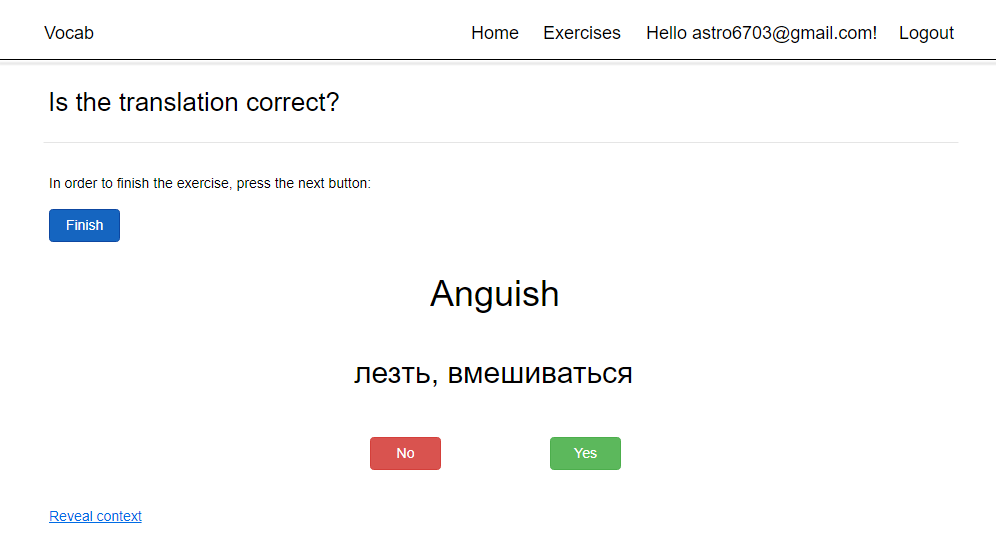 Vocab Home Exercises Hello astro6703@gmail.com! Logout
Is the translation correct?
In order to finish the exercise, press the next button:
Finish
Anguish
лезть, вмешиваться
No Yes
Reveal context